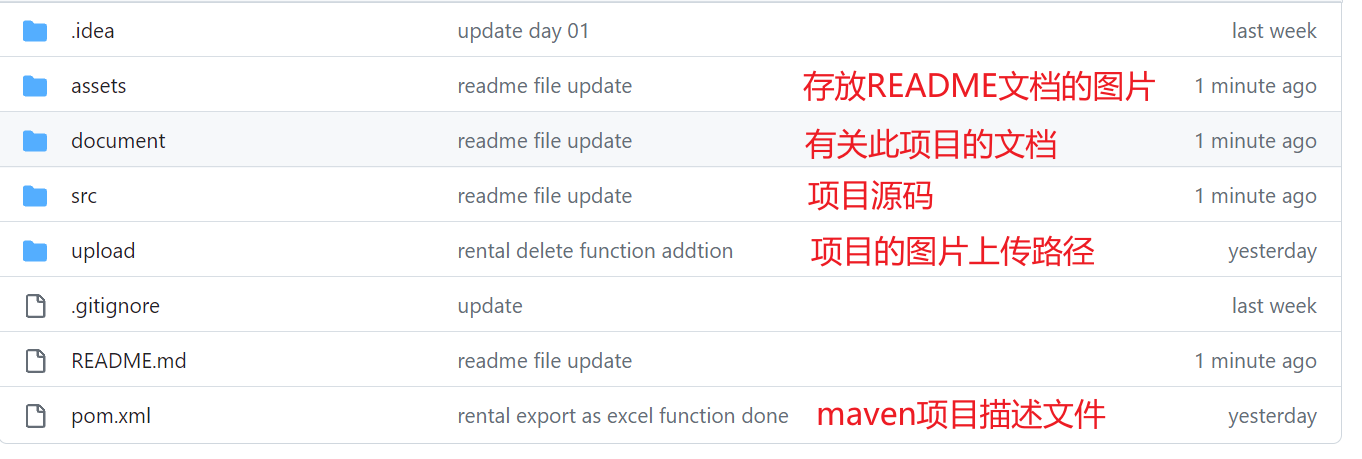 .idea update day 01 last week
assets readme file update 存放README文档的图片 1 minute ago
document readme file update 有关此项目的文档 1 minute ago
src readme file update 项目源码 1 minute ago
upload rental delete function addtion 项目的图片上传路径 yesterday
.gitignore update last week
README.md readme file update 1 minute ago
pom.xml rental export as excel function done maven项目描述文件 yesterday